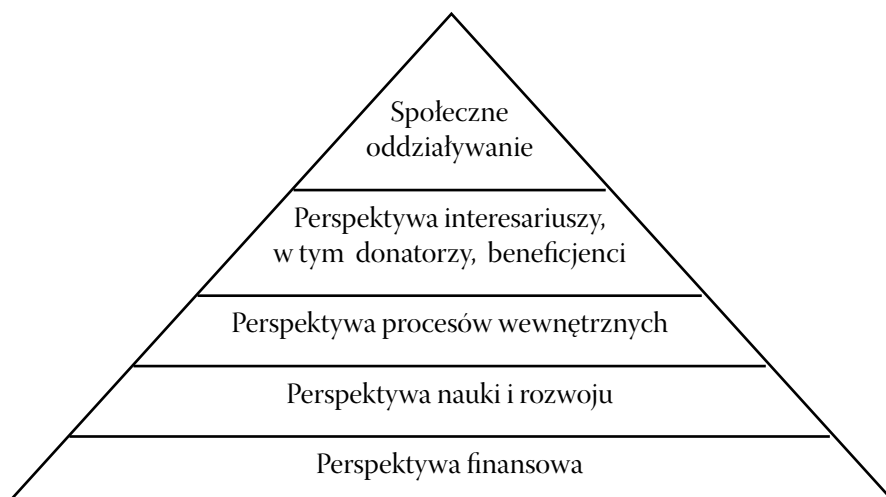 Społeczne
oddziaływanie
Perspektywa interesariuszy,
w tym donatorzy, beneficjenci
Perspektywa procesów wewnętrznych
Perspektywa nauki i rozwoju
Perspektywa finansowa